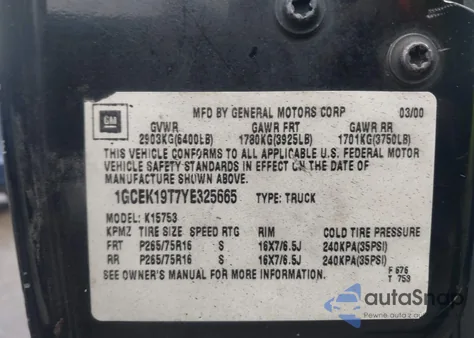 MFD BY GENERAL MOTORS CORP 03/00
GM
GVWR GAWR FRT GAWR RR
2903KG(6400LB) 1780KG(3925LB) 1701KG(3750LB)
THIS VEHICLE CONFORMS TO ALL APPLICABLE U.S. FEDERAL MOTOR
VEHICLE SAFETY STANDARDS IN EFFECT ON THE DATE OF
MANUFACTURE SHOWN ABOVE.
1GCEK19T7YE325665 TYPE: TRUCK
MODEL: K15753
KPMZ TIRE SIZE SPEED RTG RIM COLD TIRE PRESSURE
FRT P265/75R16 S 16X7/6.5J 240KPA(35PSI)
RR P265/75R16 S 16X7/6.5J 240KPA(35PSI)
SEE OWNER'S MANUAL FOR MORE INFORMATION.
F 575
T 753
autoSnap
Pewne auto z